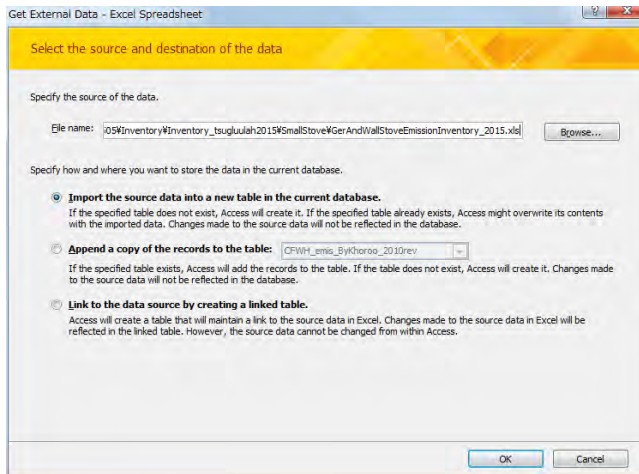 Get External Data - Excel Spreadsheet
Select the source and destination of the data
Specify the source of the data.
File name: 05¥Inventory¥Inventory_tsugluulah2015¥SmallStove¥GerAndWallStoveEmissionInventory_2015.xls Browse...
Specify how and where you want to store the data in the current database.
Import the source data into a new table in the current database.
If the specified table does not exist, Access will create it. If the specified table already exists, Access might overwrite its contents
with the imported data. Changes made to the source data will not be reflected in the database.
Append a copy of the records to the table: CFWH_emis_ByKhoroo_2010rev
If the specified table exists, Access will add the records to the table. If the table does not exist, Access will create it. Changes made
to the source data will not be reflected in the database.
Link to the data source by creating a linked table.
Access will create a table that will maintain a link to the source data in Excel. Changes made to the source data in Excel will be
reflected in the linked table. However, the source data cannot be changed from within Access.
OK Cancel